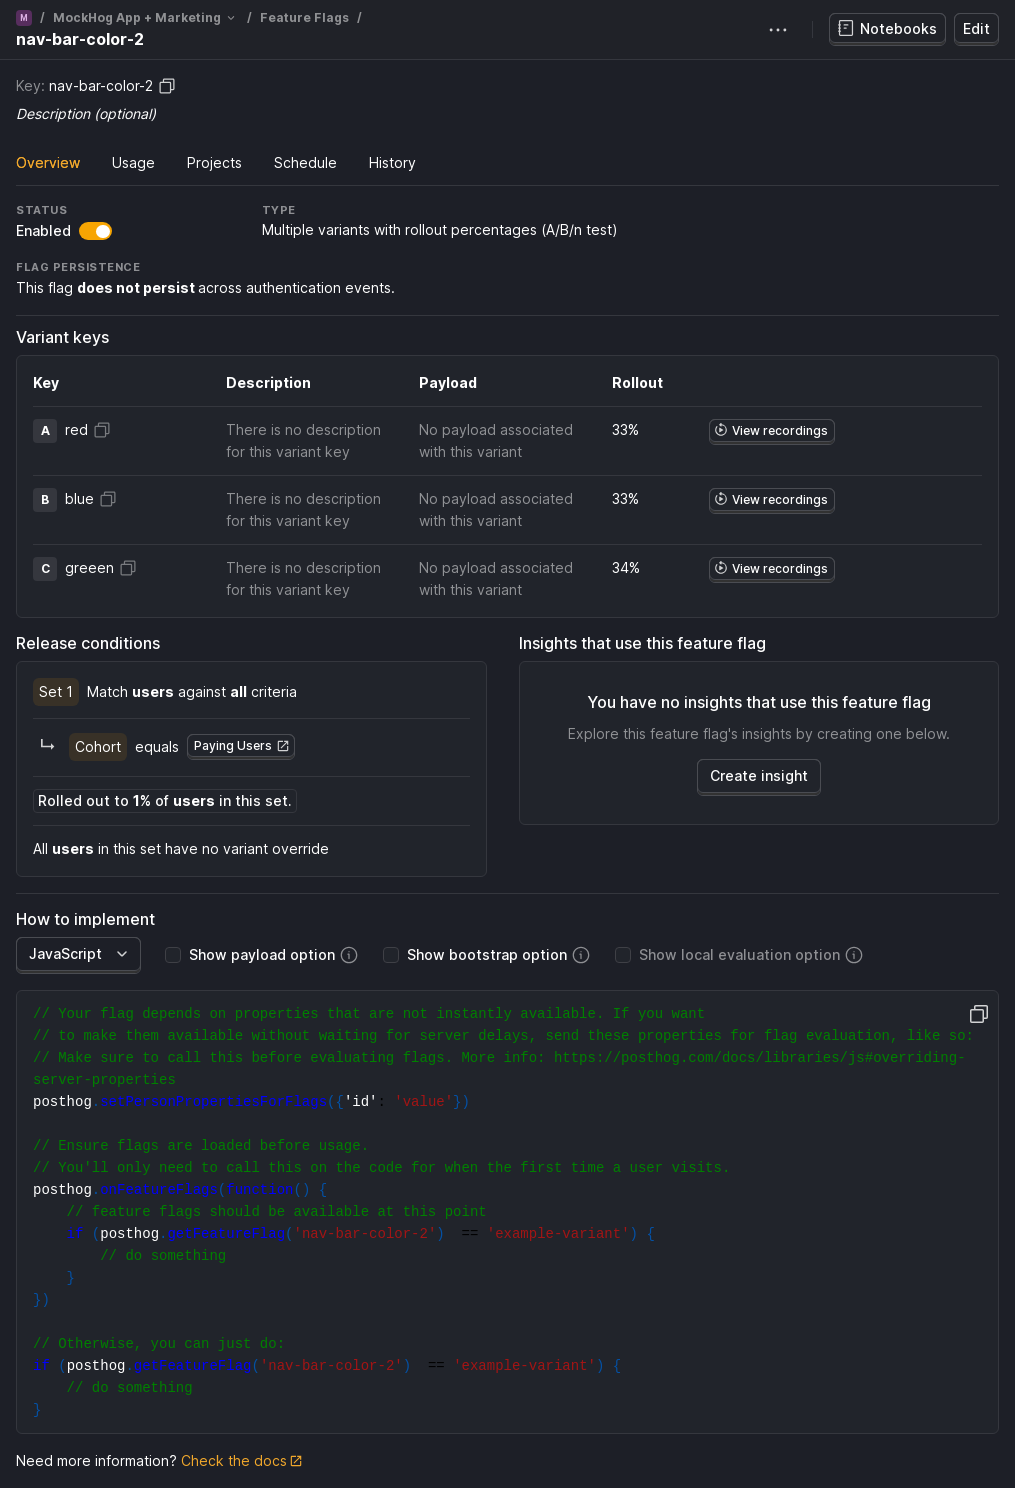 M / MockHog App + Marketing / Feature Flags /
nav-bar-color-2
Notebooks
Edit
Key: nav-bar-color-2
Description (optional)
Overview Usage Projects Schedule History
STATUS
Enabled
TYPE
Multiple variants with rollout percentages (A/B/n test)
FLAG PERSISTENCE
This flag does not persist across authentication events.
Variant keys
Key Description Payload Rollout
A red There is no description for this variant key No payload associated with this variant 33% View recordings
B blue There is no description for this variant key No payload associated with this variant 33% View recordings
C greeen There is no description for this variant key No payload associated with this variant 34% View recordings
Release conditions
Set 1 Match users against all criteria
Cohort equals Paying Users
Rolled out to 1% of users in this set.
All users in this set have no variant override
Insights that use this feature flag
You have no insights that use this feature flag
Explore this feature flag's insights by creating one below.
Create insight
How to implement
JavaScript Show payload option Show bootstrap option Show local evaluation option
// Your flag depends on properties that are not instantly available. If you want
// to make them available without waiting for server delays, send these properties for flag evaluation, like so:
// Make sure to call this before evaluating flags. More info: https://posthog.com/docs/libraries/js#overriding-
server-properties
posthog.setPersonPropertiesForFlags({'id': 'value'})
// Ensure flags are loaded before usage.
// You'll only need to call this on the code for when the first time a user visits.
posthog.onFeatureFlags(function() {
    // feature flags should be available at this point
    if (posthog.getFeatureFlag('nav-bar-color-2')  == 'example-variant') {
        // do something
    }
})
// Otherwise, you can just do:
if (posthog.getFeatureFlag('nav-bar-color-2')  == 'example-variant') {
    // do something
}
Need more information? Check the docs